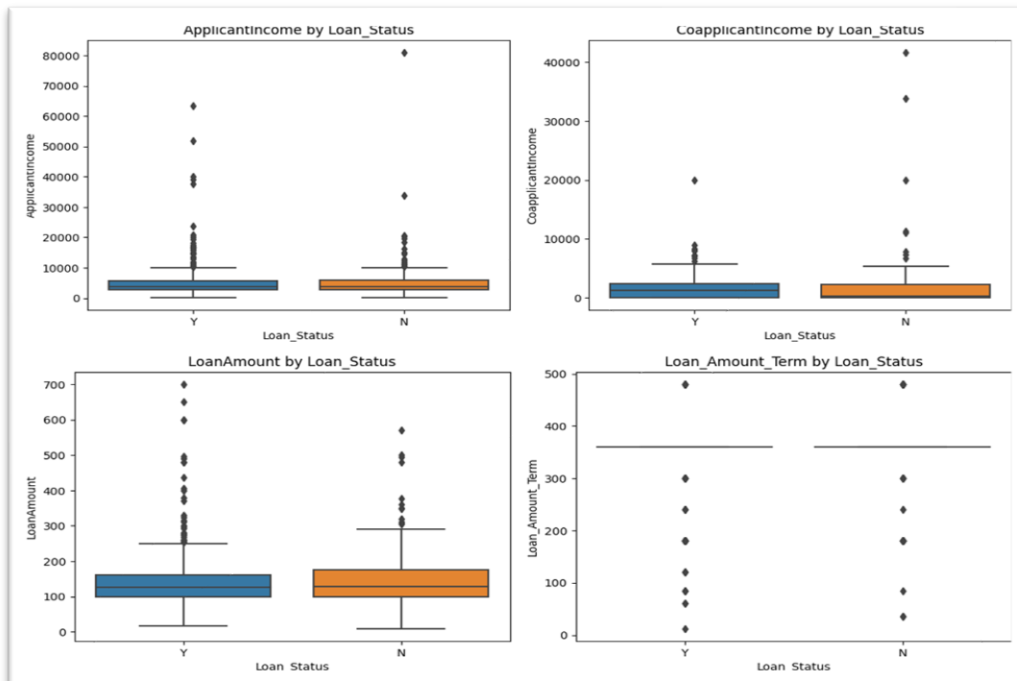 ApplicantIncome by Loan_Status
80000
70000
60000
50000
40000
30000
20000
10000
0
ApplicantIncome
Y
N
Loan_Status
CoapplicantIncome by Loan_Status
40000
30000
20000
10000
0
CoapplicantIncome
Y
N
Loan_Status
LoanAmount by Loan_Status
700
600
500
400
300
200
100
0
LoanAmount
Y
N
Loan_Status
Loan_Amount_Term by Loan_Status
500
400
300
200
100
0
Loan_Amount_Term
Y
N
Loan_Status